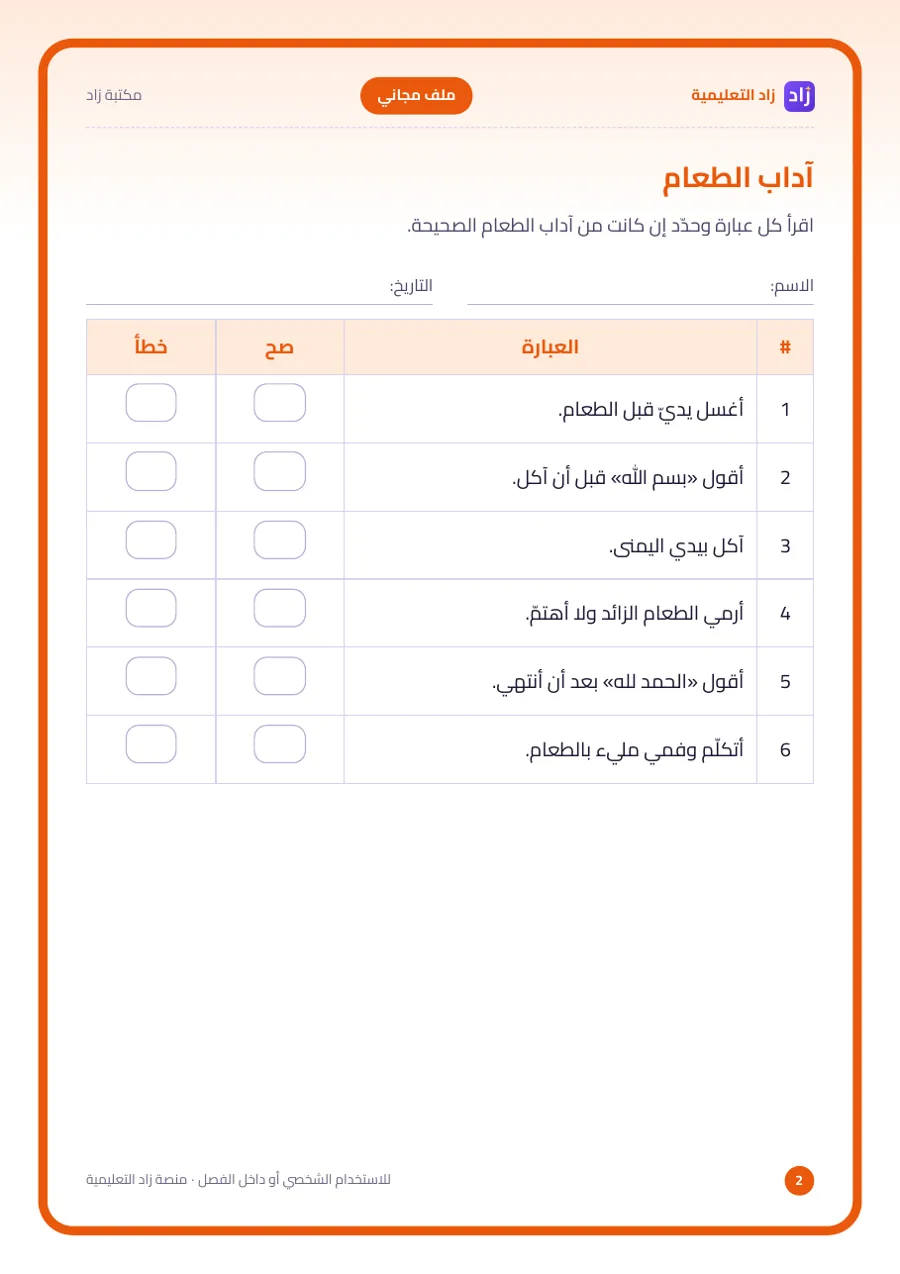 زاد زاد التعليمية
ملف مجاني
مكتبة زاد
آداب الطعام
اقرأ كل عبارة وحدّد إن كانت من آداب الطعام الصحيحة.
الاسم: التاريخ:
# العبارة صح خطأ
1 أغسل يديّ قبل الطعام.
2 أقول «بسم الله» قبل أن آكل.
3 آكل بيدي اليمنى.
4 أرمي الطعام الزائد ولا أهتمّ.
5 أقول «الحمد لله» بعد أن أنتهي.
6 أتكلّم وفمي مليء بالطعام.
2 للاستخدام الشخصي أو داخل الفصل · منصة زاد التعليمية